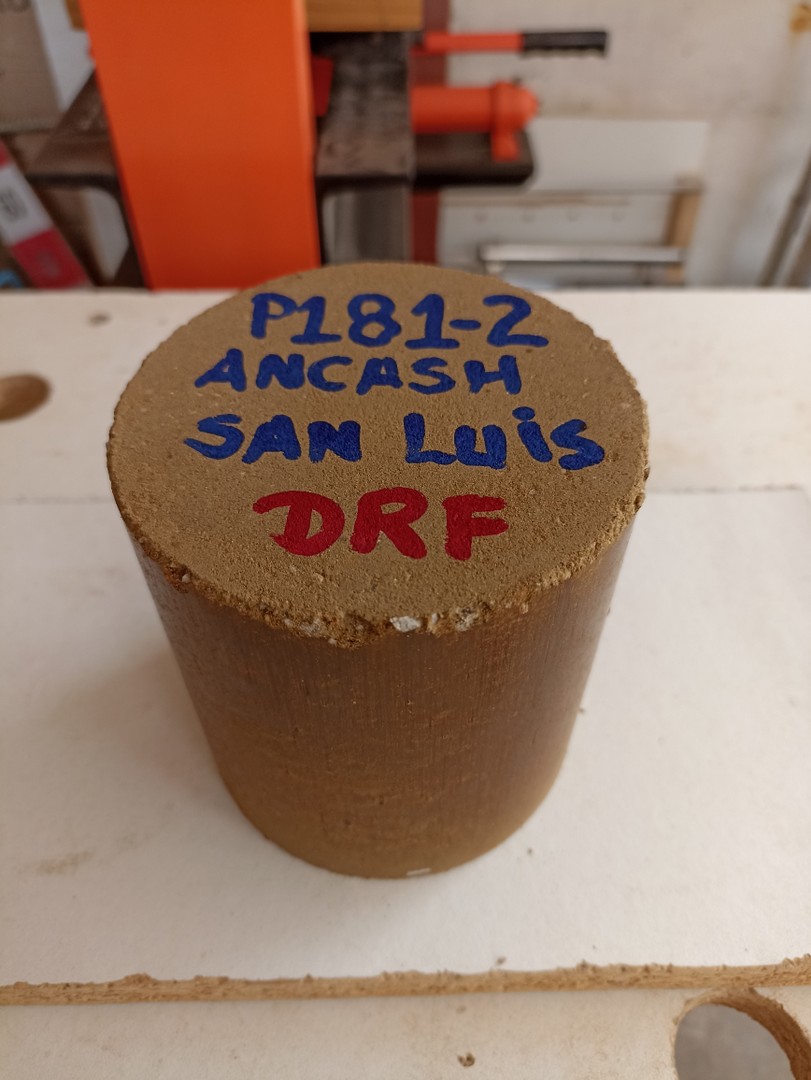 P181-2
ANCASH
SAN LUiS
DRF